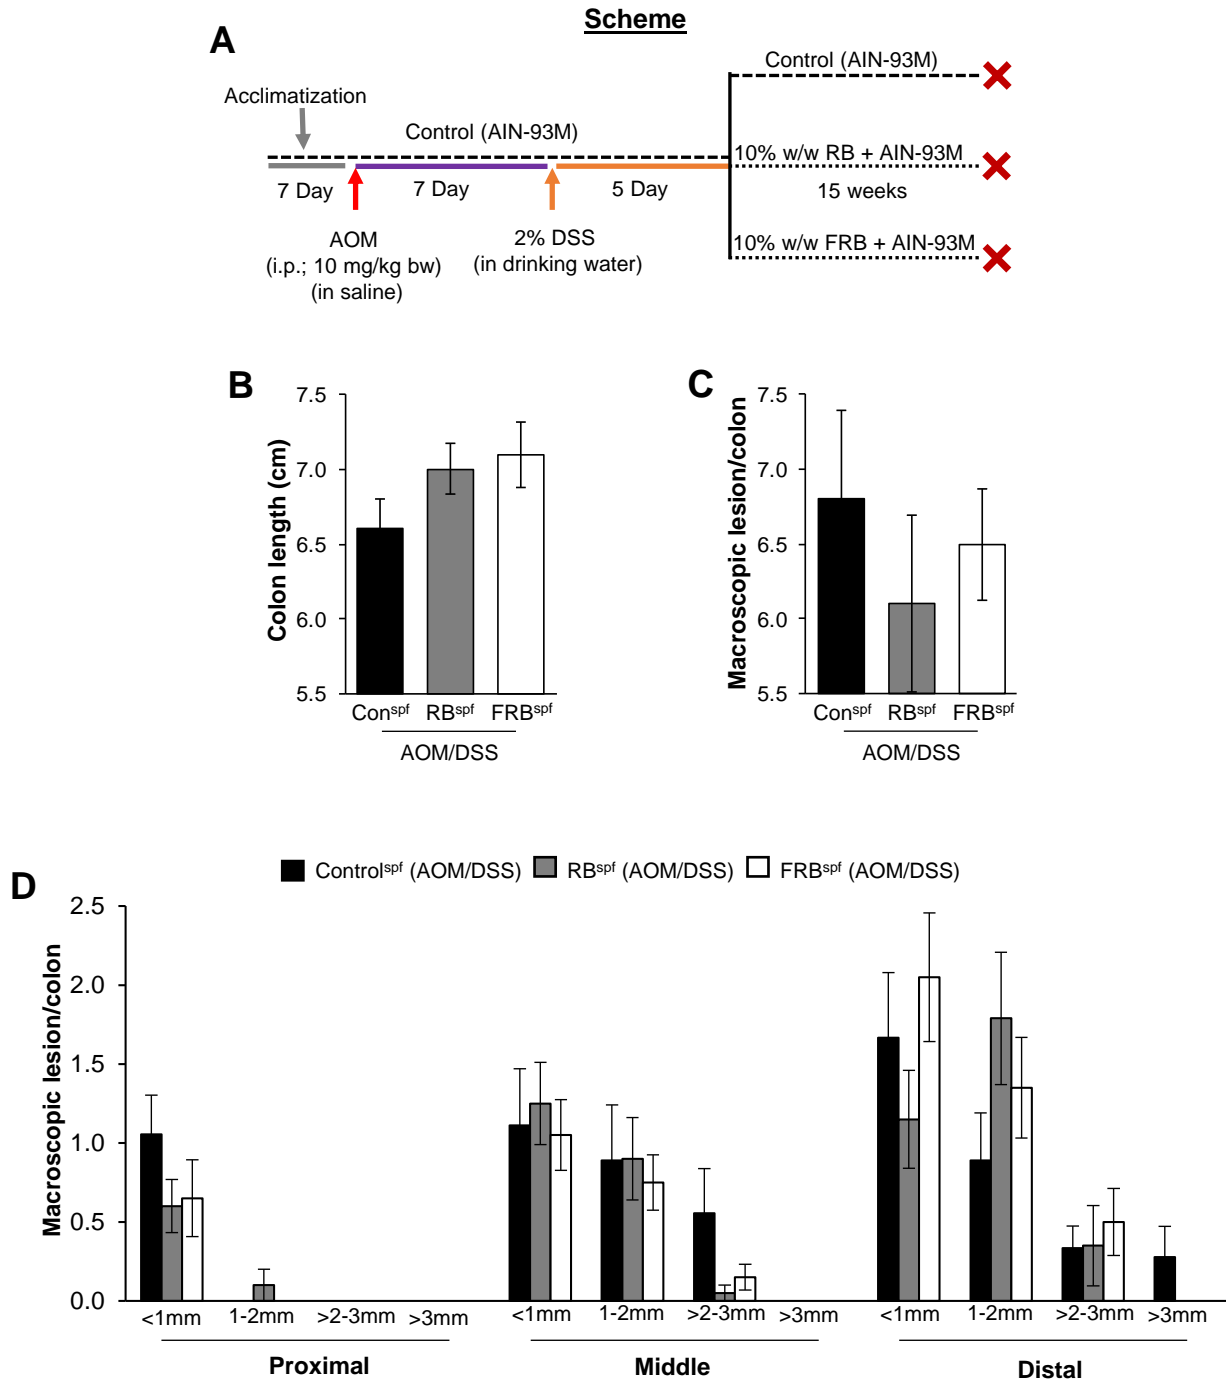 Scheme
A
Control (AIN-93M)
Acclimatization
Control (AIN-93M)
10% w/w RB + AIN-93M
7 Day
7 Day
5 Day
15 weeks
AOM
(i.p.; 10 mg/kg bw)
(in saline)
2% DSS
(in drinking water)
10% w/w FRB + AIN-93M
B
Colon length (cm)
7.5
7.0
6.5
6.0
5.5
Conspf RBspf FRBspf
AOM/DSS
C
Macroscopic lesion/colon
7.5
7.0
6.5
6.0
5.5
Conspf RBspf FRBspf
AOM/DSS
D
Controlspf (AOM/DSS) RBspf (AOM/DSS) FRBspf (AOM/DSS)
Macroscopic lesion/colon
2.5
2.0
1.5
1.0
0.5
0.0
<1mm 1-2mm >2-3mm >3mm <1mm 1-2mm >2-3mm >3mm <1mm 1-2mm >2-3mm >3mm
Proximal Middle Distal